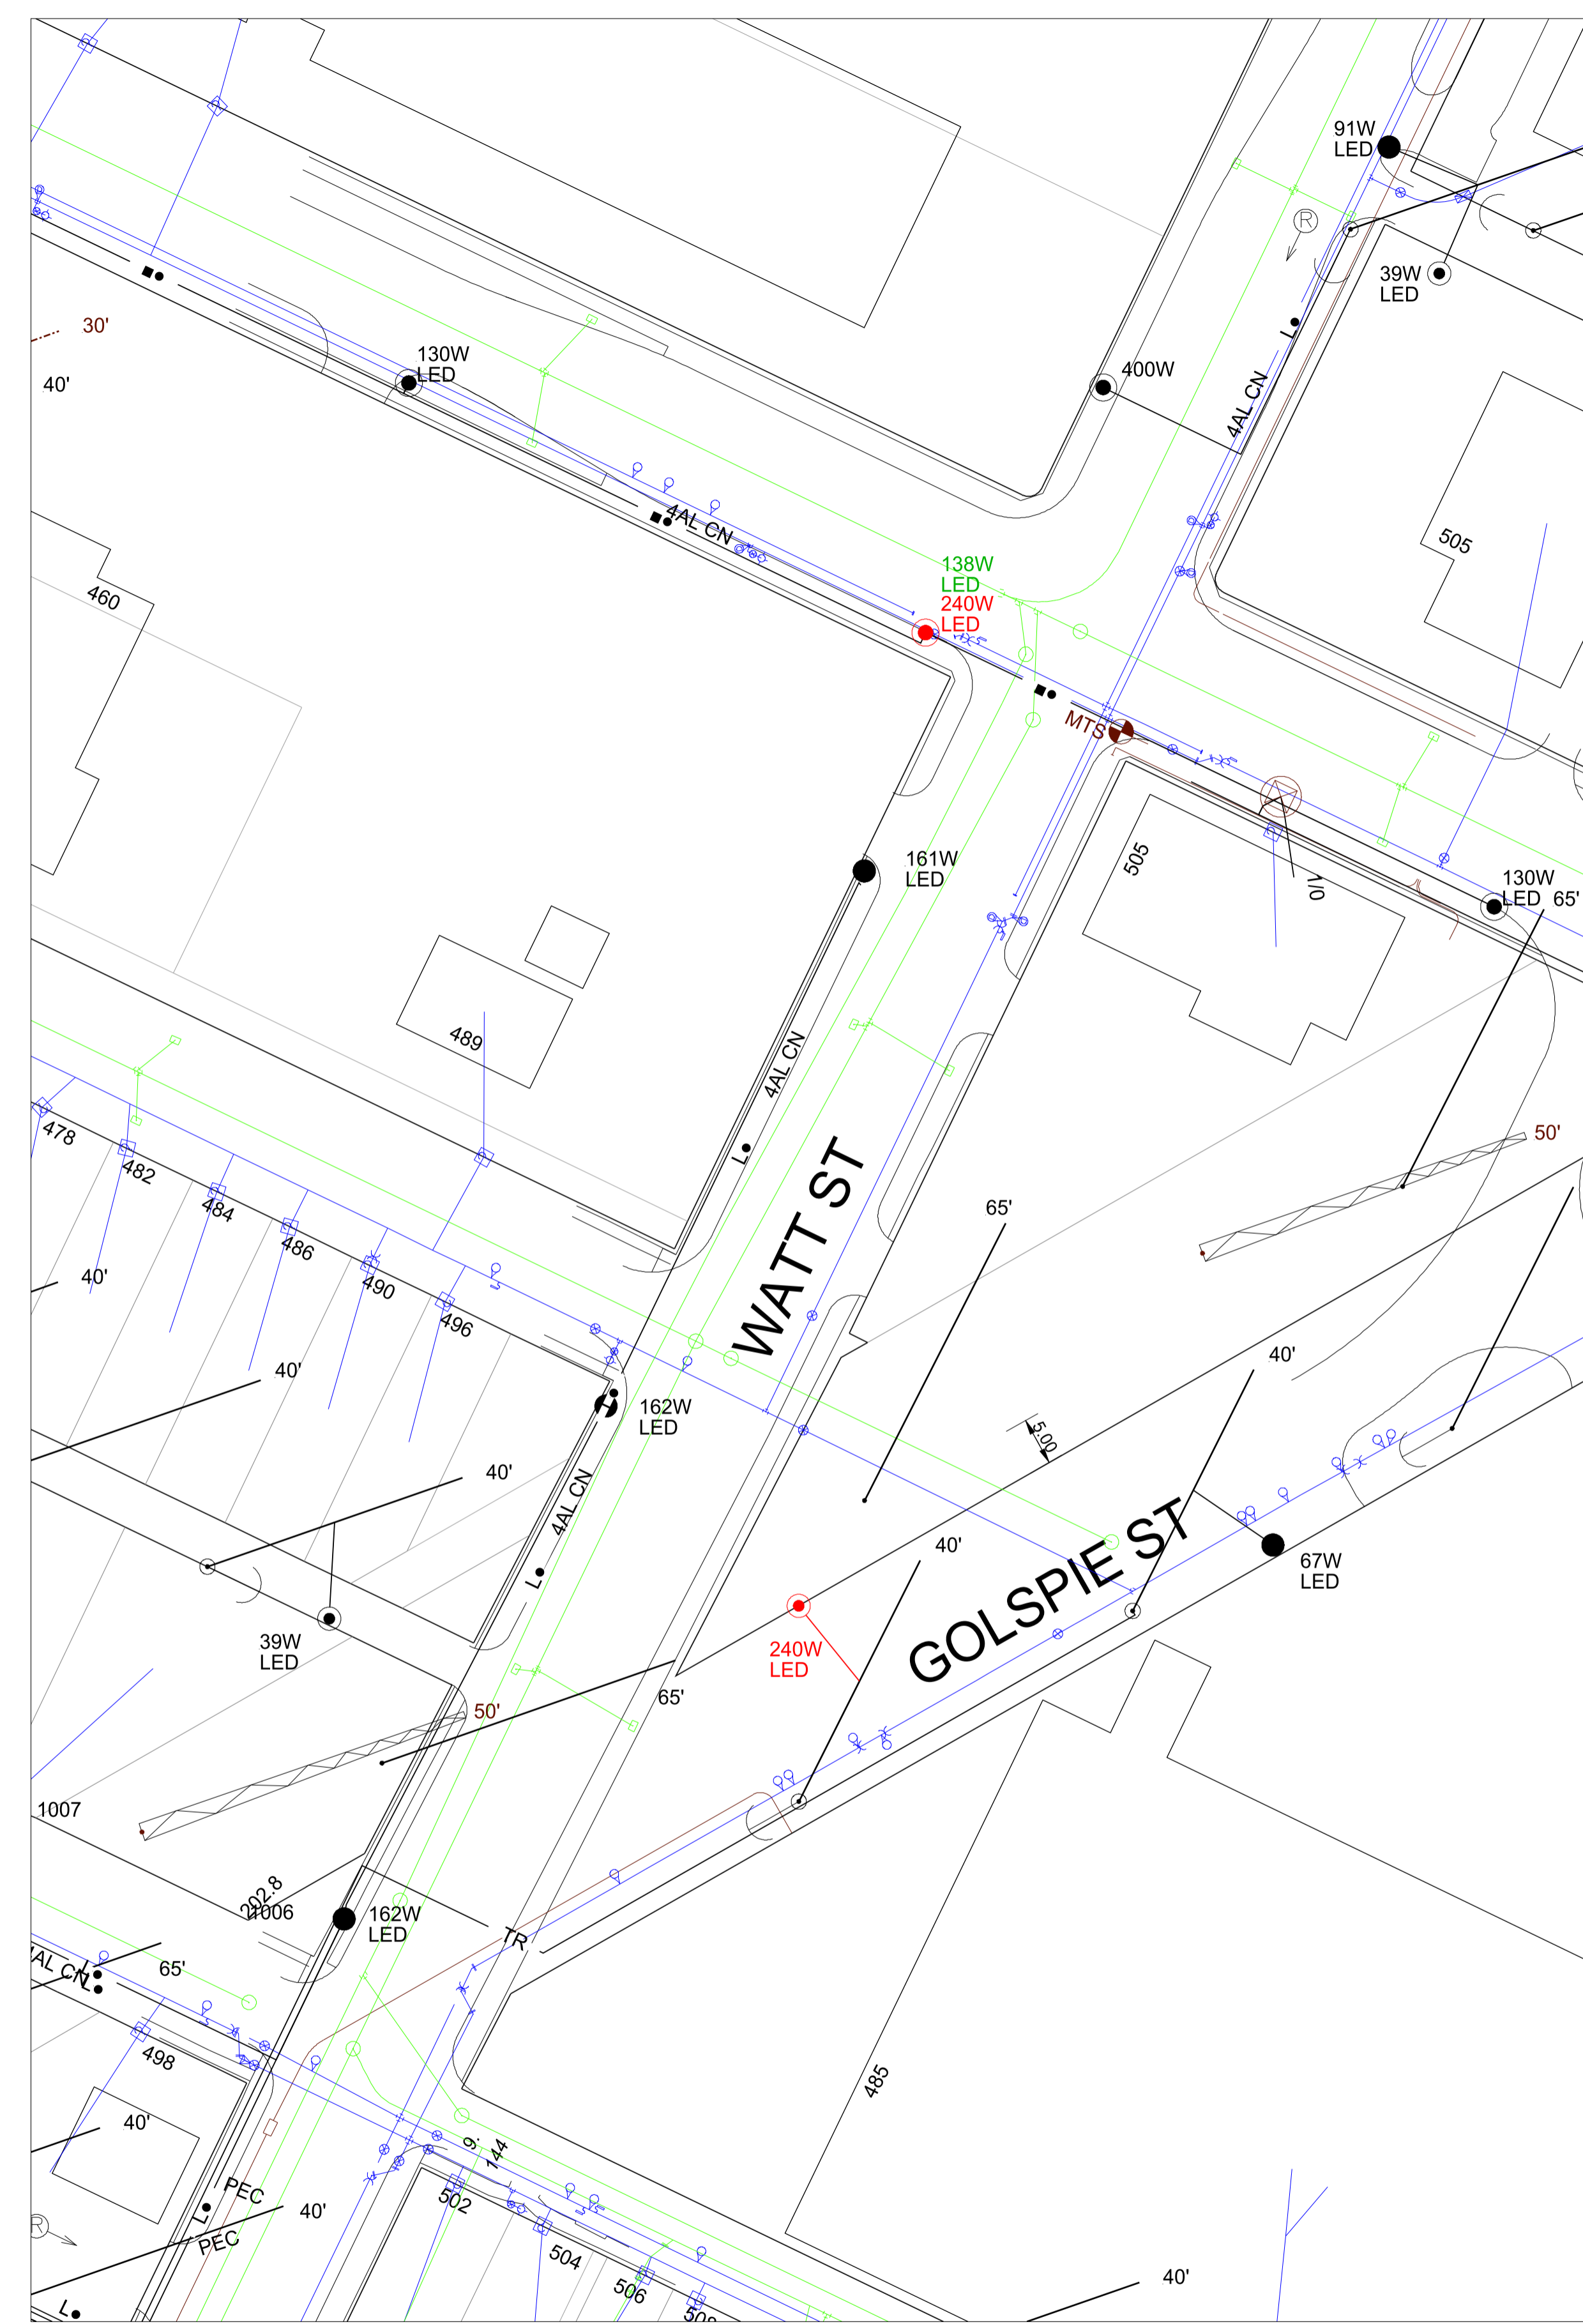 91W
LED
R
30'
39W
LED
130W
LED
40'
400W
4AL CN
L
4AL CN
505
138W
LED
240W
LED
460
MTS
505
161W
LED
130W
LED
65'
1/0
489
4AL CN
478
482
484
486
490
496
L
50'
WATT ST
65'
40'
40'
40'
162W
LED
5.00
4AL CN
40'
GOLSPIE ST
L
67W
LED
39W
LED
240W
LED
65'
50'
1007
202.8
1006
162W
LED
TR
4AL CN
L
L
65'
498
485
40'
9.
144
PEC
502
L
40'
R
PEC
504
506
40'
L